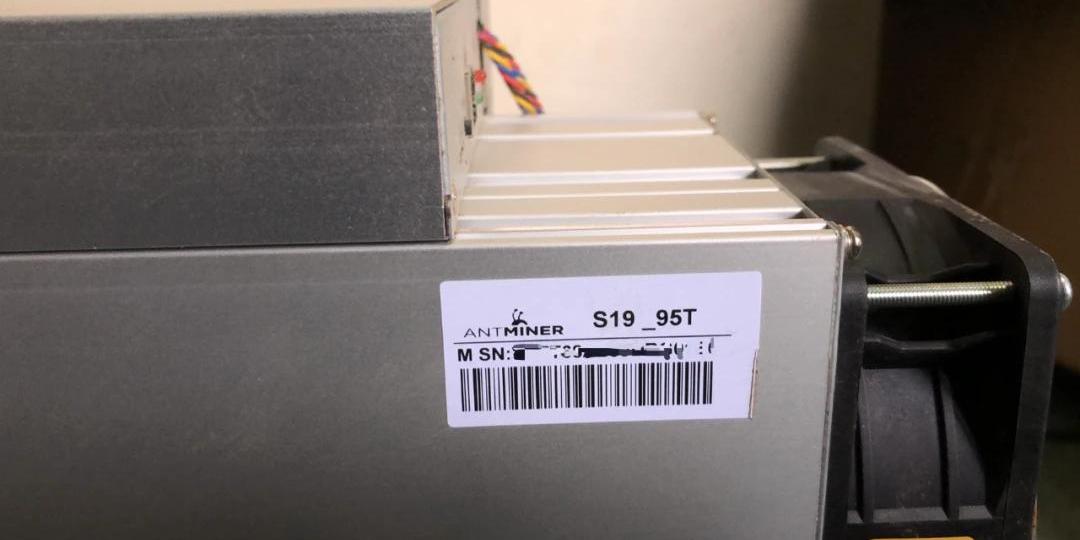 ANTMINER S19 _95T
M SN: